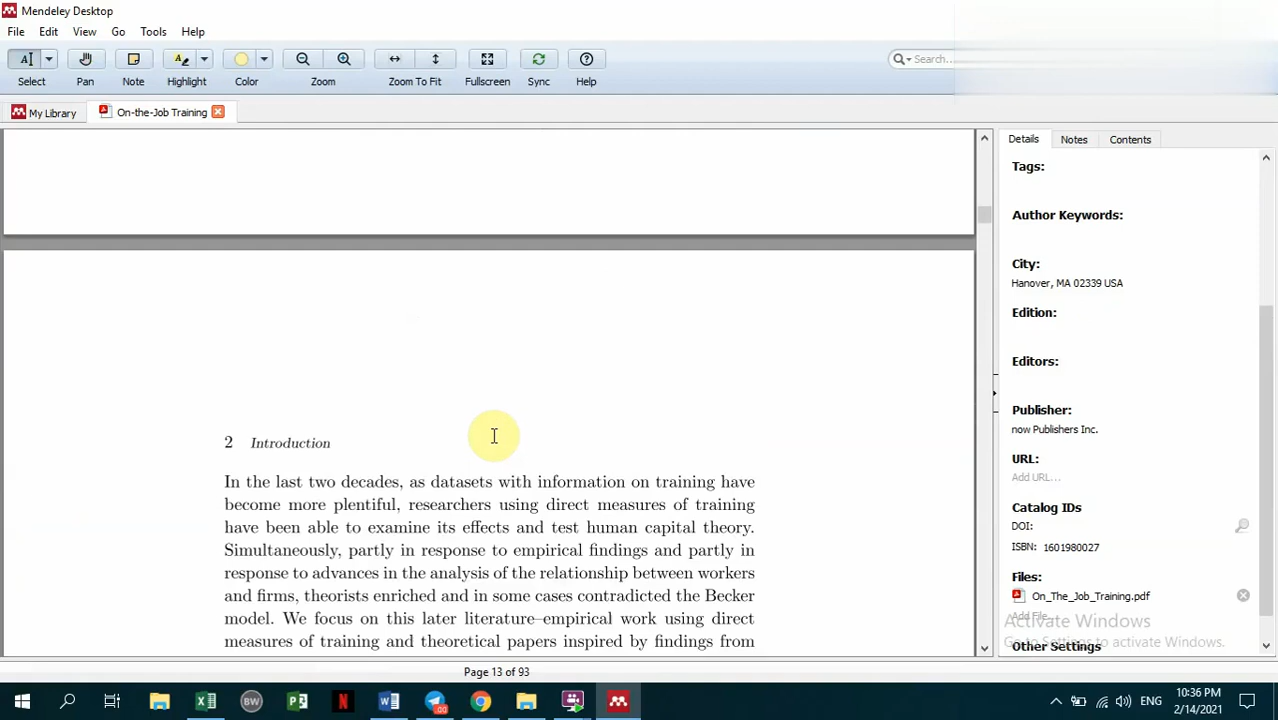 Mendeley Desktop
File Edit View Go Tools Help
Select Pan Note Highlight Color Zoom Zoom To Fit Fullscreen Sync Help
Search...
My Library On-the-Job Training
Details Notes Contents
Tags:
Author Keywords:
City:
Hanover, MA 02339 USA
Edition:
Editors:
Publisher:
now Publishers Inc.
URL:
Add URL...
Catalog IDs
DOI:
ISBN: 1601980027
Files:
On_The_Job_Training.pdf
Add File...
Other Settings
Activate Windows
Go to Settings to activate Windows.
2 Introduction
In the last two decades, as datasets with information on training have
become more plentiful, researchers using direct measures of training
have been able to examine its effects and test human capital theory.
Simultaneously, partly in response to empirical findings and partly in
response to advances in the analysis of the relationship between workers
and firms, theorists enriched and in some cases contradicted the Becker
model. We focus on this later literature–empirical work using direct
measures of training and theoretical papers inspired by findings from
Page 13 of 93
ENG
10:36 PM
2/14/2021